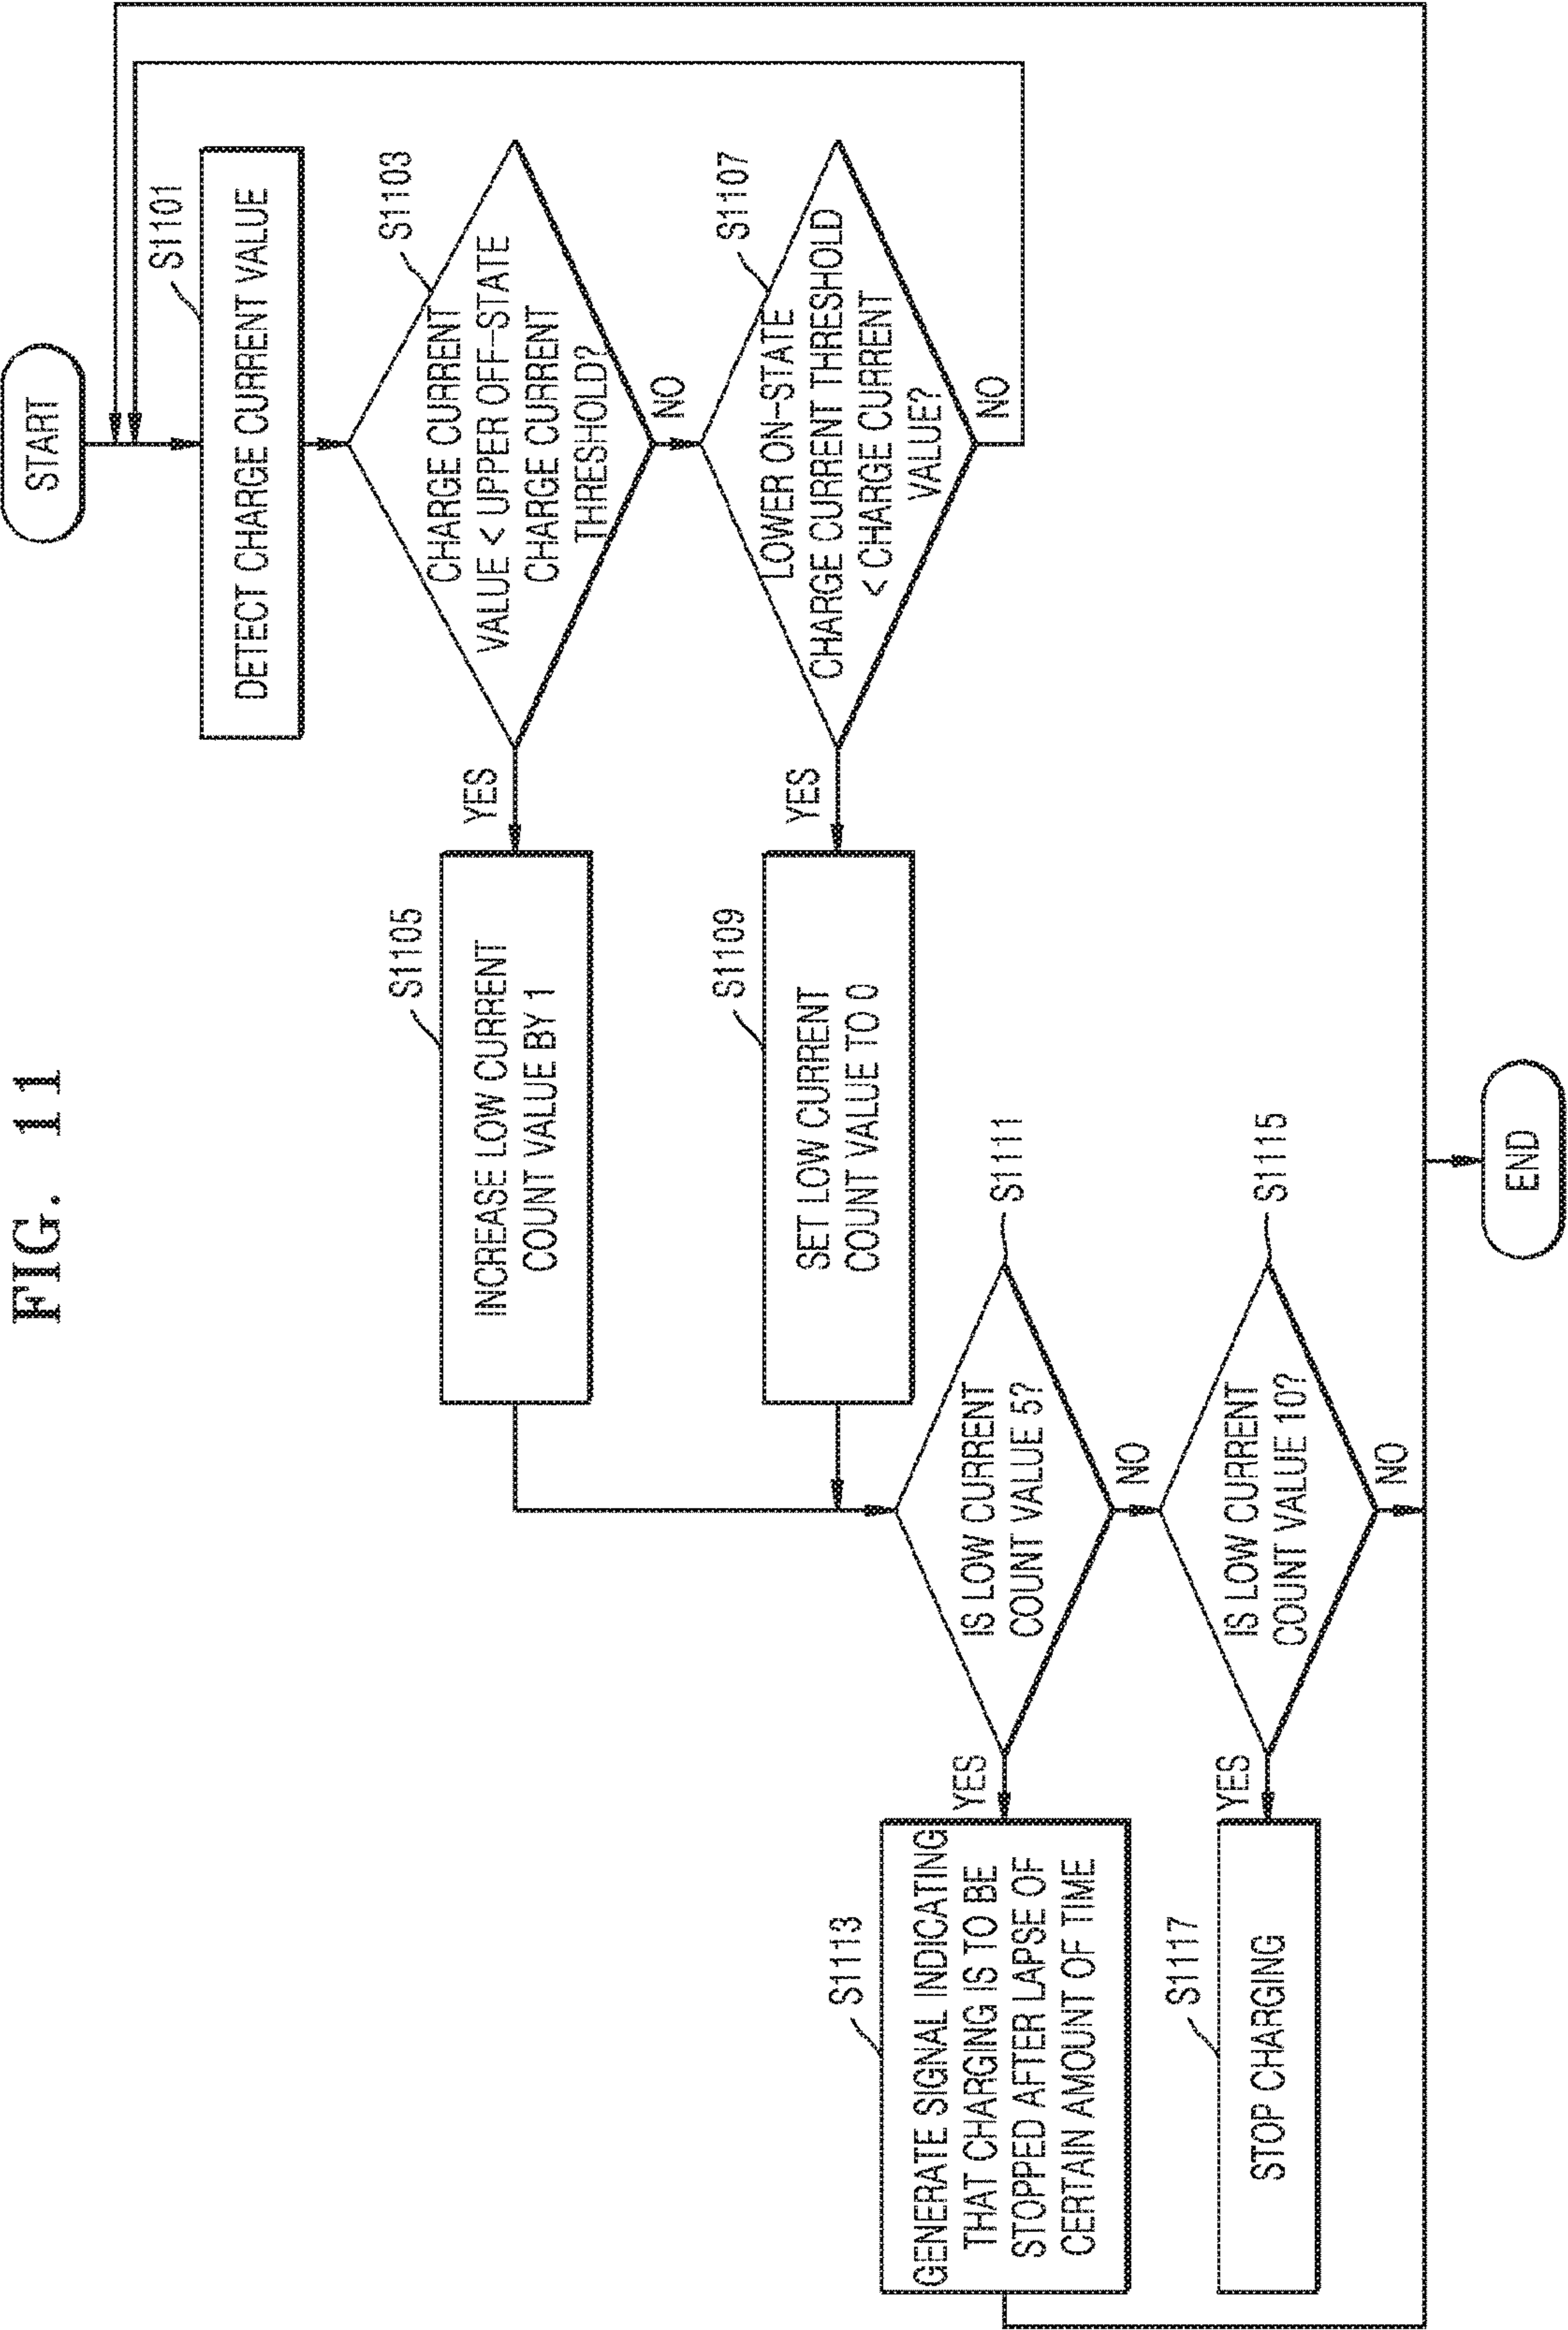 FIG. 11
START
S1101
DETECT CHARGE CURRENT VALUE
S1103
CHARGE CURRENT
VALUE < UPPER OFF-STATE
CHARGE CURRENT
THRESHOLD?
YES
NO
S1105
INCREASE LOW CURRENT
COUNT VALUE BY 1
S1107
LOWER ON-STATE
CHARGE CURRENT THRESHOLD
< CHARGE CURRENT
VALUE?
YES
NO
S1109
SET LOW CURRENT
COUNT VALUE TO 0
S1111
IS LOW CURRENT
COUNT VALUE 5?
YES
NO
S1113
GENERATE SIGNAL INDICATING
THAT CHARGING IS TO BE
STOPPED AFTER LAPSE OF
CERTAIN AMOUNT OF TIME
S1115
IS LOW CURRENT
COUNT VALUE 10?
YES
NO
S1117
STOP CHARGING
END